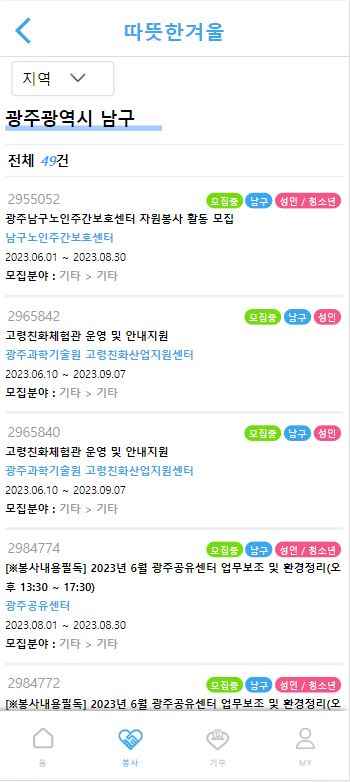 따뜻한겨울
지역
광주광역시 남구
전체 49건
2955052 모집중 남구 성인 / 청소년
광주남구노인주간보호센터 자원봉사 활동 모집
남구노인주간보호센터
2023.06.01 ~ 2023.08.30
모집분야 : 기타 > 기타
2965842 모집중 남구 성인
고령친화체험관 운영 및 안내지원
광주과학기술원 고령친화산업지원센터
2023.06.10 ~ 2023.09.07
모집분야 : 기타 > 기타
2965840 모집중 남구 성인
고령친화체험관 운영 및 안내지원
광주과학기술원 고령친화산업지원센터
2023.06.10 ~ 2023.09.07
모집분야 : 기타 > 기타
2984774 모집중 남구 성인 / 청소년
[※봉사내용필독] 2023년 6월 광주공유센터 업무보조 및 환경정리(오
후 13:30 ~ 17:30)
광주공유센터
2023.08.01 ~ 2023.08.30
모집분야 : 기타 > 기타
2984772 모집중 남구 성인 / 청소년
[※봉사내용필독] 2023년 6월 광주공유센터 업무보조 및 환경정리(오
홈 봉사 기부 MY